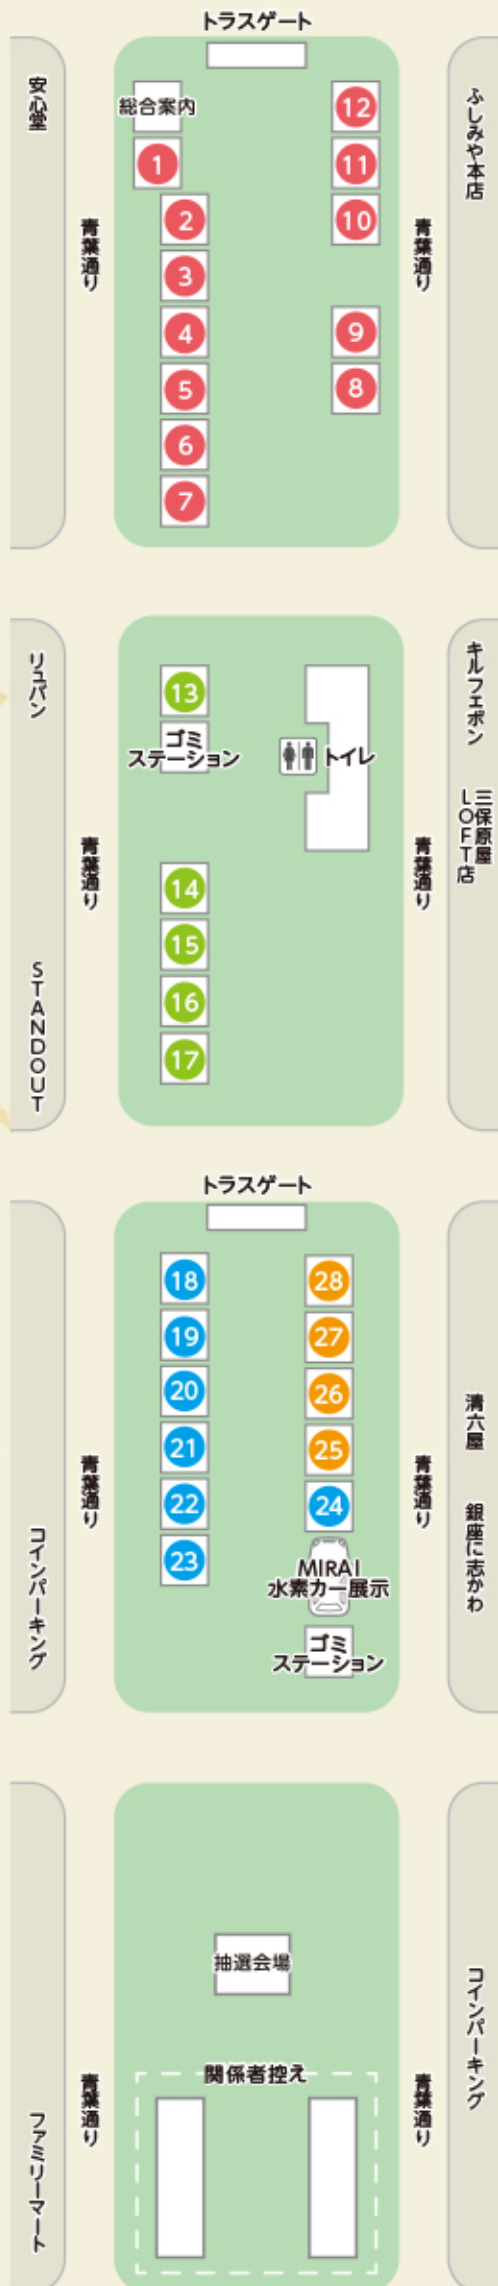 トラスゲート
安心堂
総合案内
1
2
3
4
5
6
7
12
11
10
9
8
青葉通り
青葉通り
ふしみや本店
リュパン
STANDOUT
青葉通り
13
ゴミ
ステーション
トイレ
14
15
16
17
青葉通り
キルフェボン
三保原屋
LOFT店
トラスゲート
コインパーキング
青葉通り
18
19
20
21
22
23
28
27
26
25
24
MIRAI
水素カー展示
ゴミ
ステーション
青葉通り
清六屋
銀座に志かわ
ファミリーマート
青葉通り
抽選会場
関係者控え
青葉通り
コインパーキング